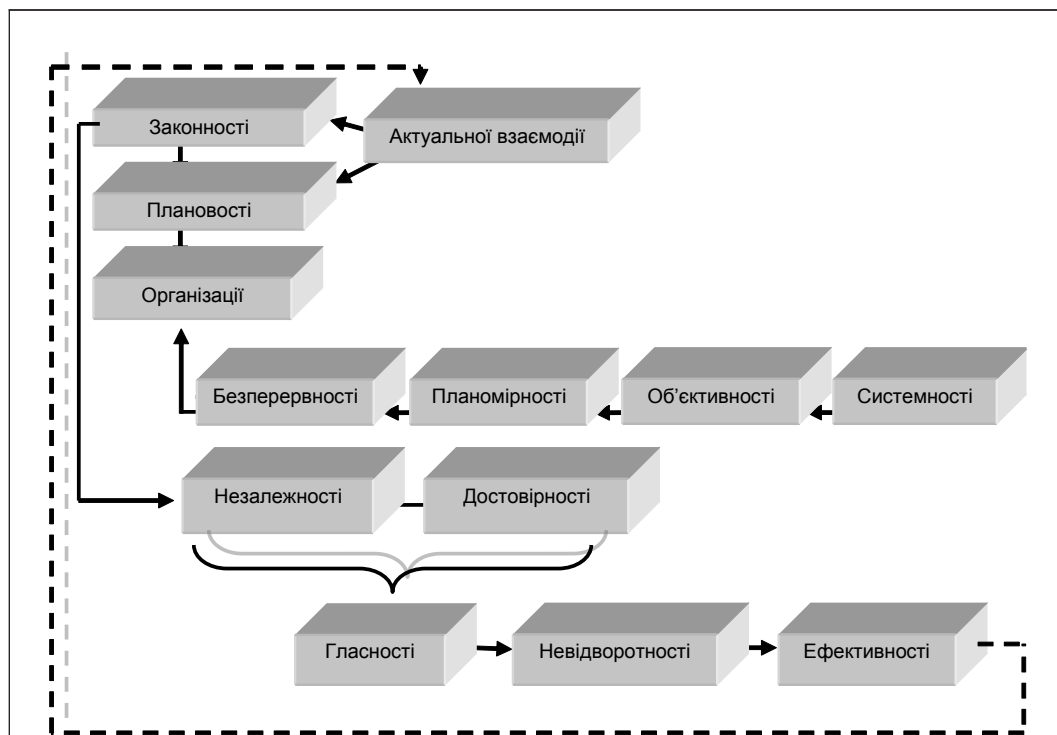 Законності
Актуальної взаємодії
Плановості
Організації
Безперервності
Планомірності
Об’єктивності
Системності
Незалежності
Достовірності
Гласності
Невідворотності
Ефективності